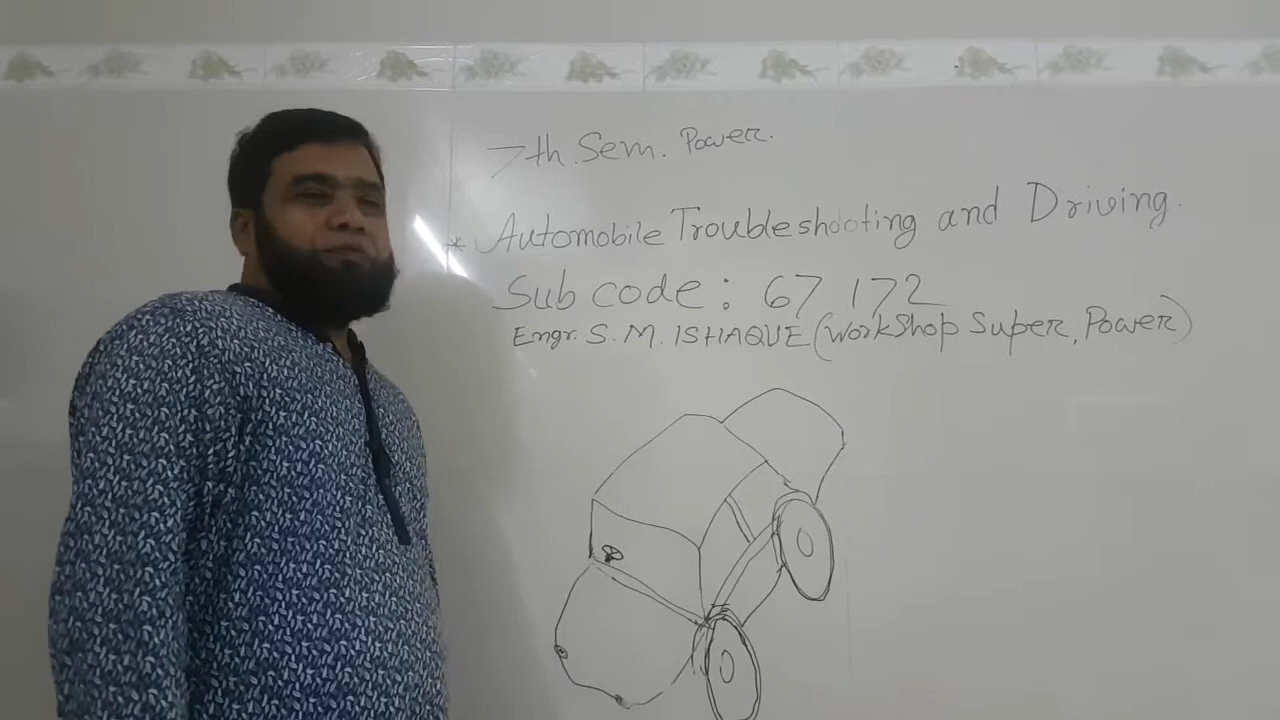 7th. Sem. Power.
* Automobile Troubleshooting and Driving.
Sub code: 67172
Engr. S. M. ISHAQUE (Workshop Super, Power)